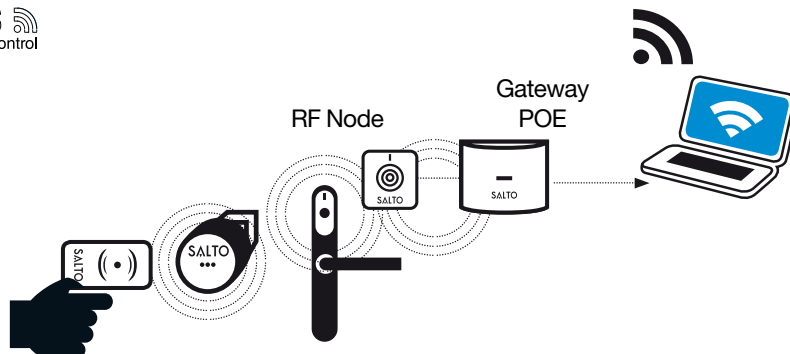 ontrol
Gateway
POE
RF Node
SALTO
SALTO
SALTO
SALTO